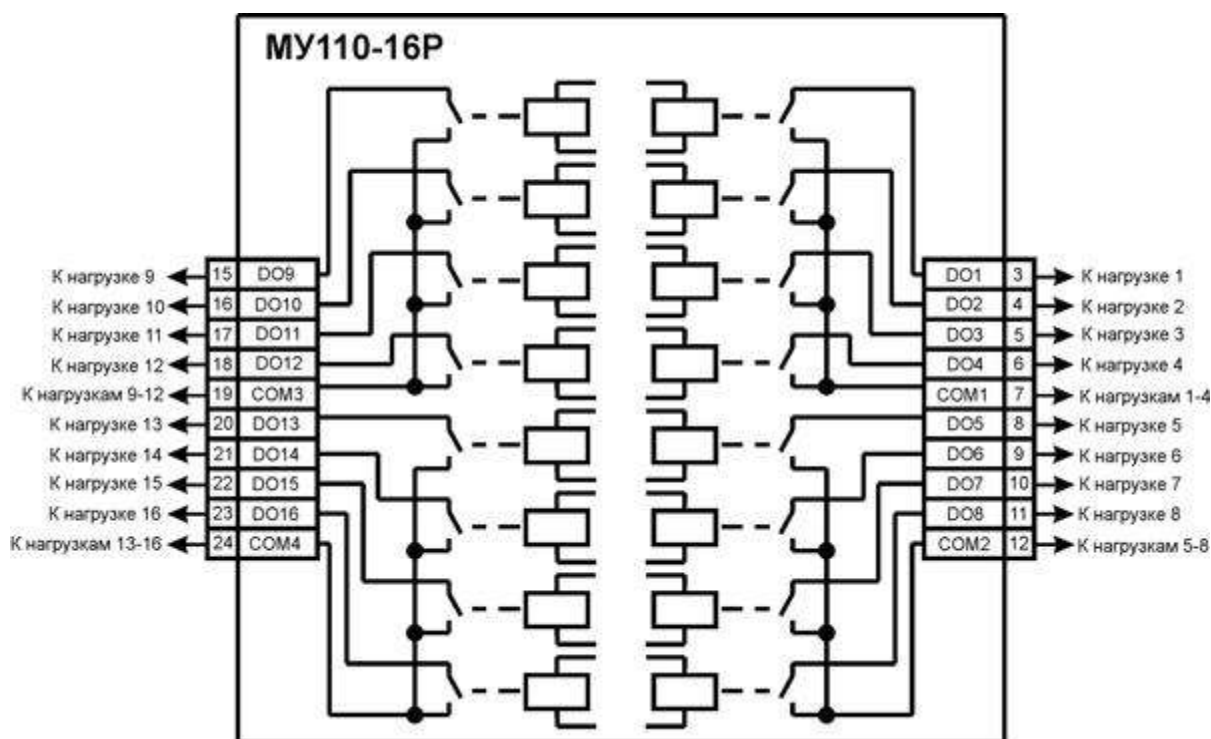 МУ110-16Р
К нагрузке 9 15 DO9
К нагрузке 10 16 DO10
К нагрузке 11 17 DO11
К нагрузке 12 18 DO12
К нагрузкам 9-12 19 COM3
К нагрузке 13 20 DO13
К нагрузке 14 21 DO14
К нагрузке 15 22 DO15
К нагрузке 16 23 DO16
К нагрузкам 13-16 24 COM4
DO1 3 К нагрузке 1
DO2 4 К нагрузке 2
DO3 5 К нагрузке 3
DO4 6 К нагрузке 4
COM1 7 К нагрузкам 1-4
DO5 8 К нагрузке 5
DO6 9 К нагрузке 6
DO7 10 К нагрузке 7
DO8 11 К нагрузке 8
COM2 12 К нагрузкам 5-8